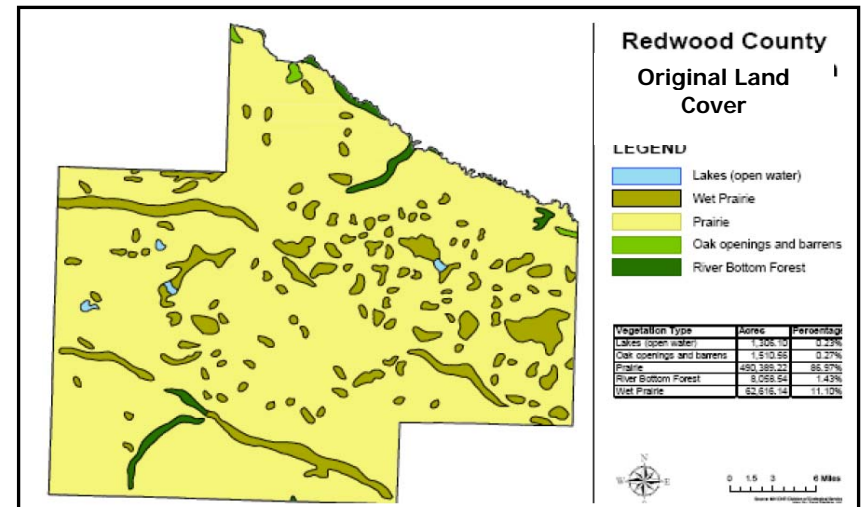 Redwood County
Original Land
Cover
LEGEND
Lakes (open water)
Wet Prairie
Prairie
Oak openings and barrens
River Bottom Forest
Vegetation Type Acres Percentag
Lakes (open water) 1,306.10 0.23%
Oak openings and barrens 1,510.56 0.27%
Prairie 490,389.22 86.97%
River Bottom Forest 8,058.54 1.43%
Wet Prairie 62,616.14 11.10%
N
W E
S
0 1.5 3 6 Miles